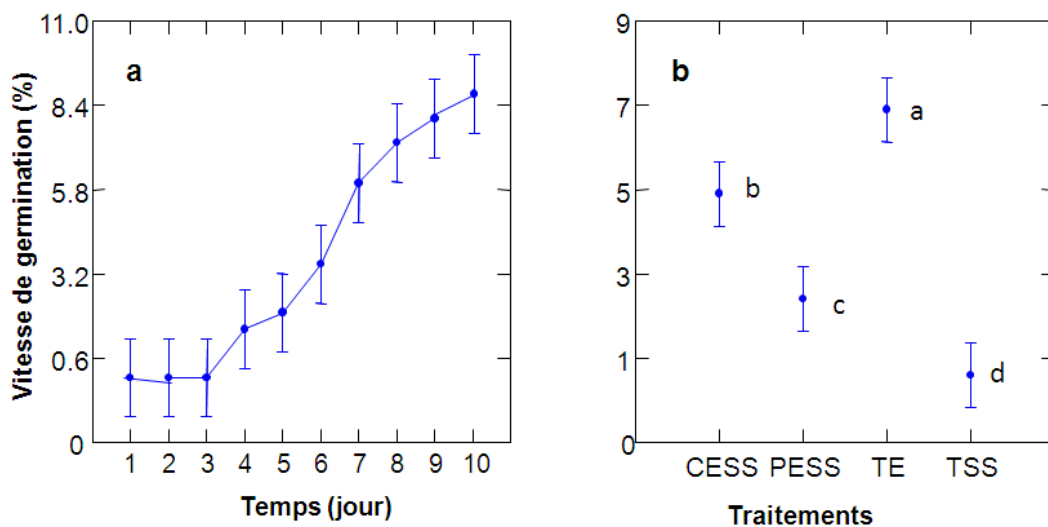 11.0
8.4
5.8
3.2
0.6
0
Vitesse de germination (%)
a
1 2 3 4 5 6 7 8 9 10
Temps (jour)
9
7
5
3
1
0
b
b
c
a
d
CESS PESS TE TSS
Traitements